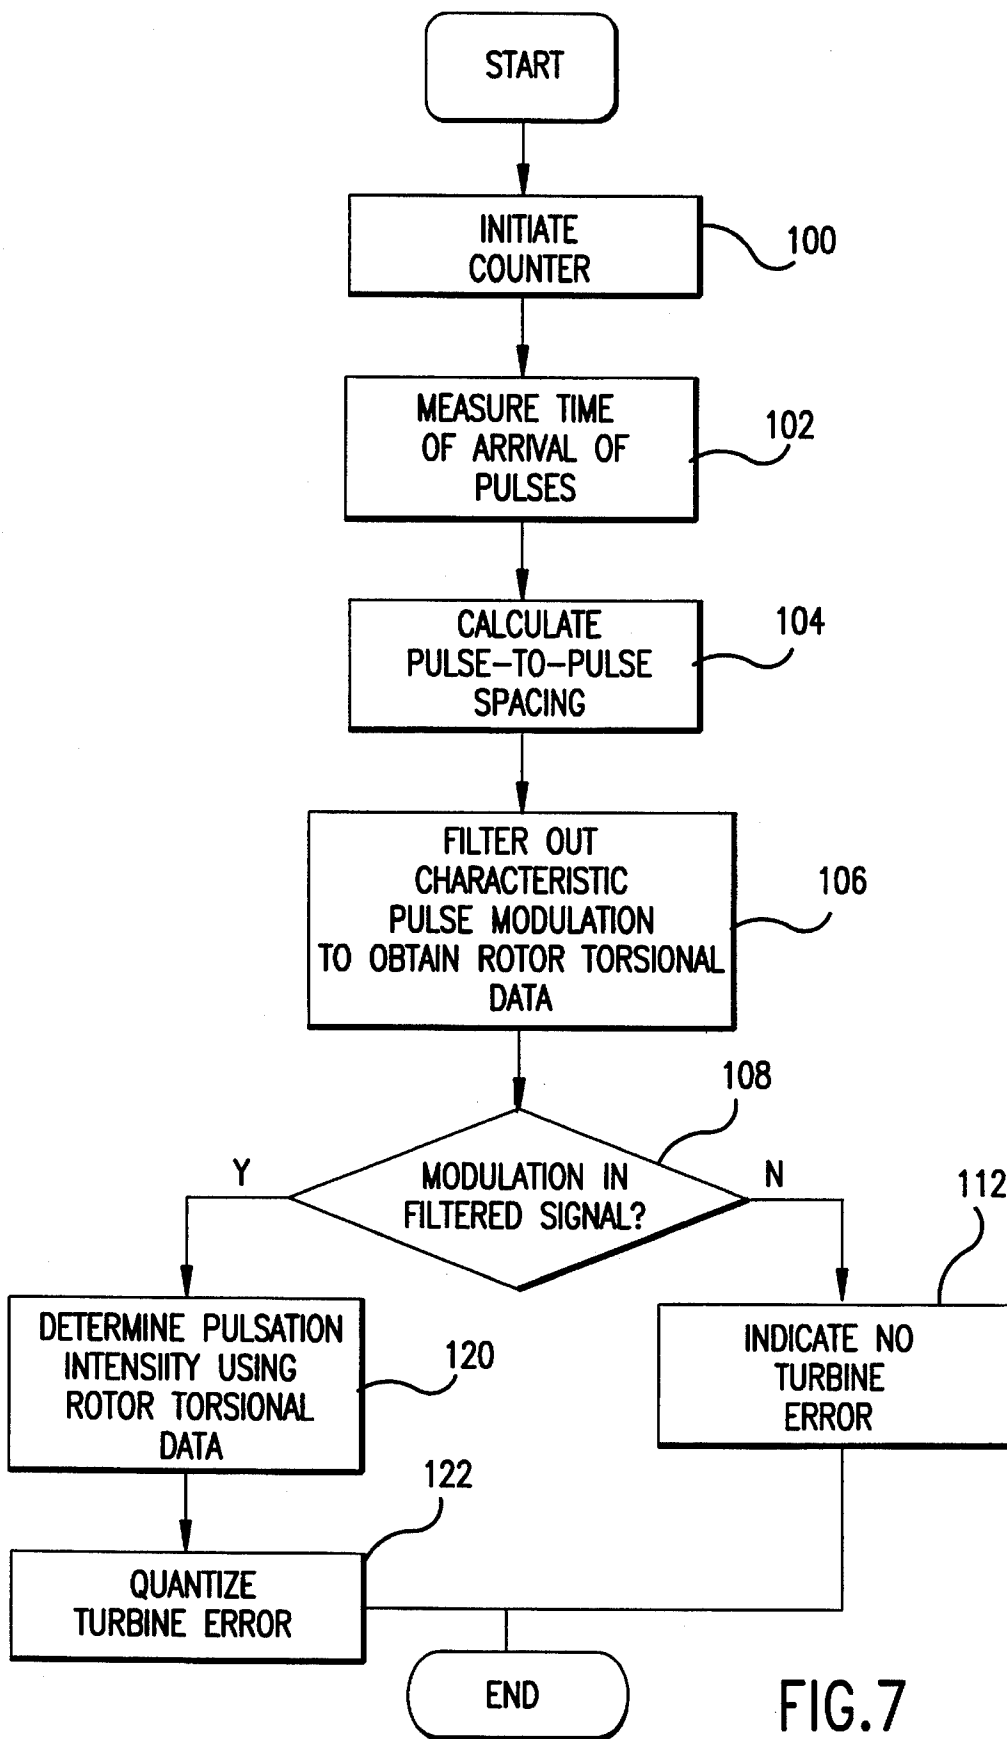 START
INITIATE
COUNTER
100
MEASURE TIME
OF ARRIVAL OF
PULSES
102
CALCULATE
PULSE-TO-PULSE
SPACING
104
FILTER OUT
CHARACTERISTIC
PULSE MODULATION
TO OBTAIN ROTOR TORSIONAL
DATA
106
108
MODULATION IN
FILTERED SIGNAL?
Y
N
112
DETERMINE PULSATION
INTENSIITY USING
ROTOR TORSIONAL
DATA
120
INDICATE NO
TURBINE
ERROR
122
QUANTIZE
TURBINE ERROR
END
FIG.7